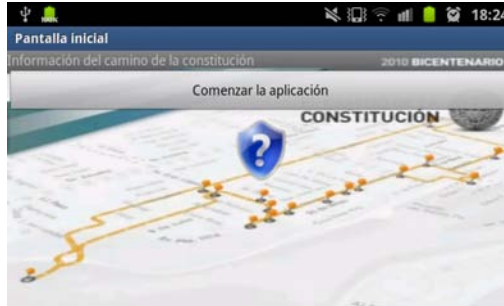 18:24
Pantalla inicial
Información del camino de la constitución
2010 BICENTENARIO
Comenzar la aplicación
CONSTITUCIÓN
?